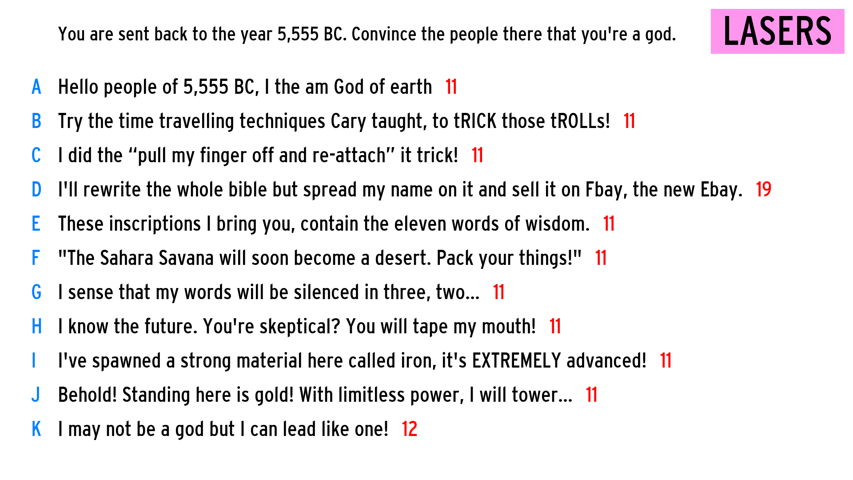 You are sent back to the year 5,555 BC. Convince the people there that you're a god.
LASERS
A Hello people of 5,555 BC, I the am God of earth 11
B Try the time travelling techniques Cary taught, to tRICK those tROLLs! 11
C I did the “pull my finger off and re-attach” it trick! 11
D I'll rewrite the whole bible but spread my name on it and sell it on Fbay, the new Ebay. 19
E These inscriptions I bring you, contain the eleven words of wisdom. 11
F "The Sahara Savana will soon become a desert. Pack your things!" 11
G I sense that my words will be silenced in three, two... 11
H I know the future. You're skeptical? You will tape my mouth! 11
I I've spawned a strong material here called iron, it's EXTREMELY advanced! 11
J Behold! Standing here is gold! With limitless power, I will tower... 11
K I may not be a god but I can lead like one! 12